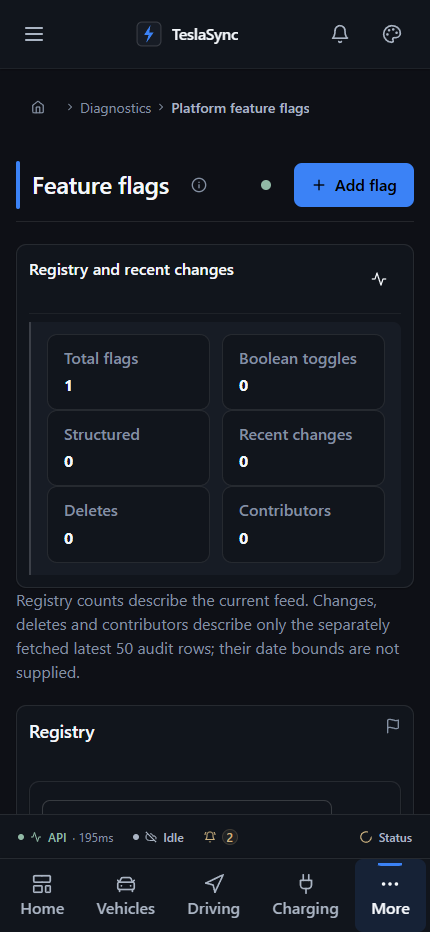 TeslaSync
Diagnostics
Platform feature flags
Feature flags
Add flag
Registry and recent changes
Total flags
1
Boolean toggles
0
Structured
0
Recent changes
0
Deletes
0
Contributors
0
Registry counts describe the current feed. Changes,
deletes and contributors describe only the separately
fetched latest 50 audit rows; their date bounds are not
supplied.
Registry
API · 195ms
Idle
2
Status
Home
Vehicles
Driving
Charging
More